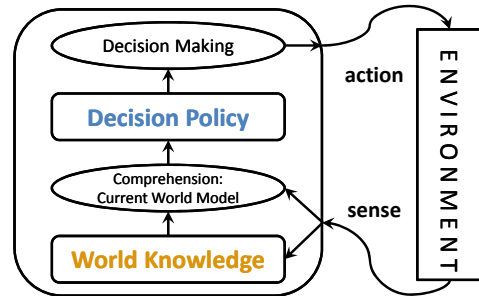 Decision Making
action
Decision Policy
Comprehension:
Current World Model
sense
World Knowledge
ENVIRONMENT